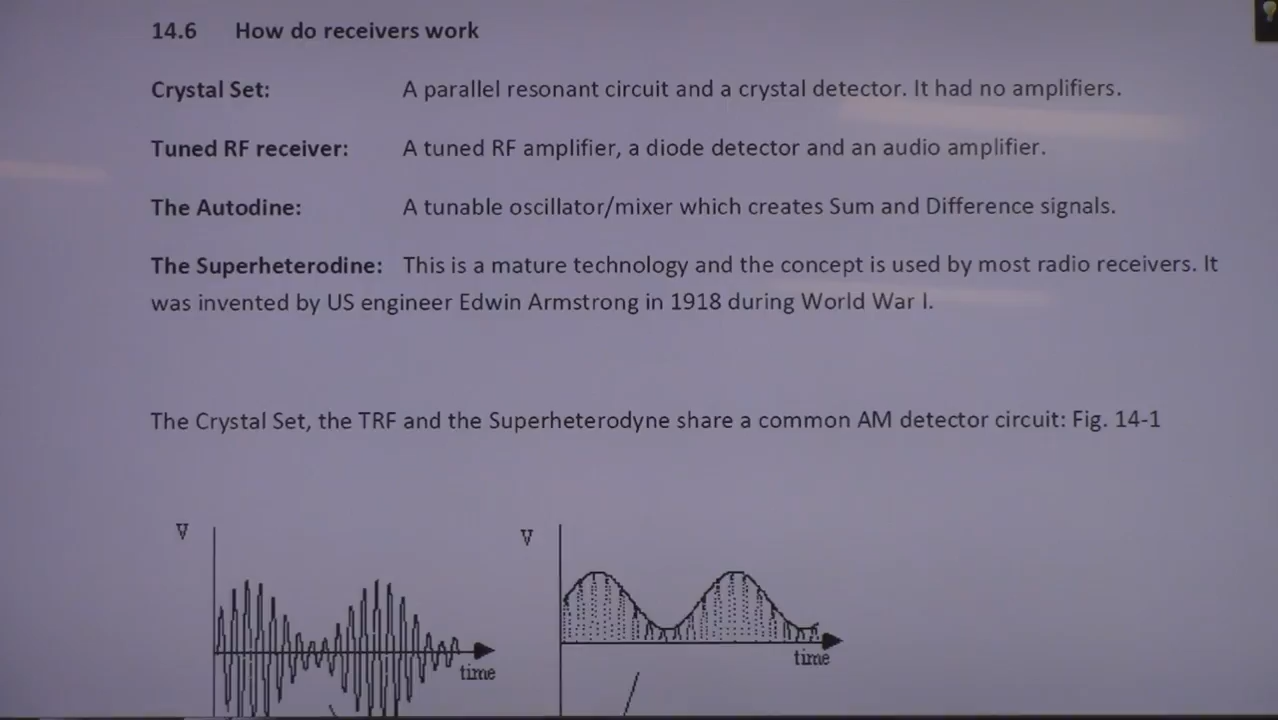 14.6 How do receivers work
Crystal Set: A parallel resonant circuit and a crystal detector. It had no amplifiers.
Tuned RF receiver: A tuned RF amplifier, a diode detector and an audio amplifier.
The Autodine: A tunable oscillator/mixer which creates Sum and Difference signals.
The Superheterodine: This is a mature technology and the concept is used by most radio receivers. It
was invented by US engineer Edwin Armstrong in 1918 during World War I.
The Crystal Set, the TRF and the Superheterodyne share a common AM detector circuit: Fig. 14-1
V V
time time